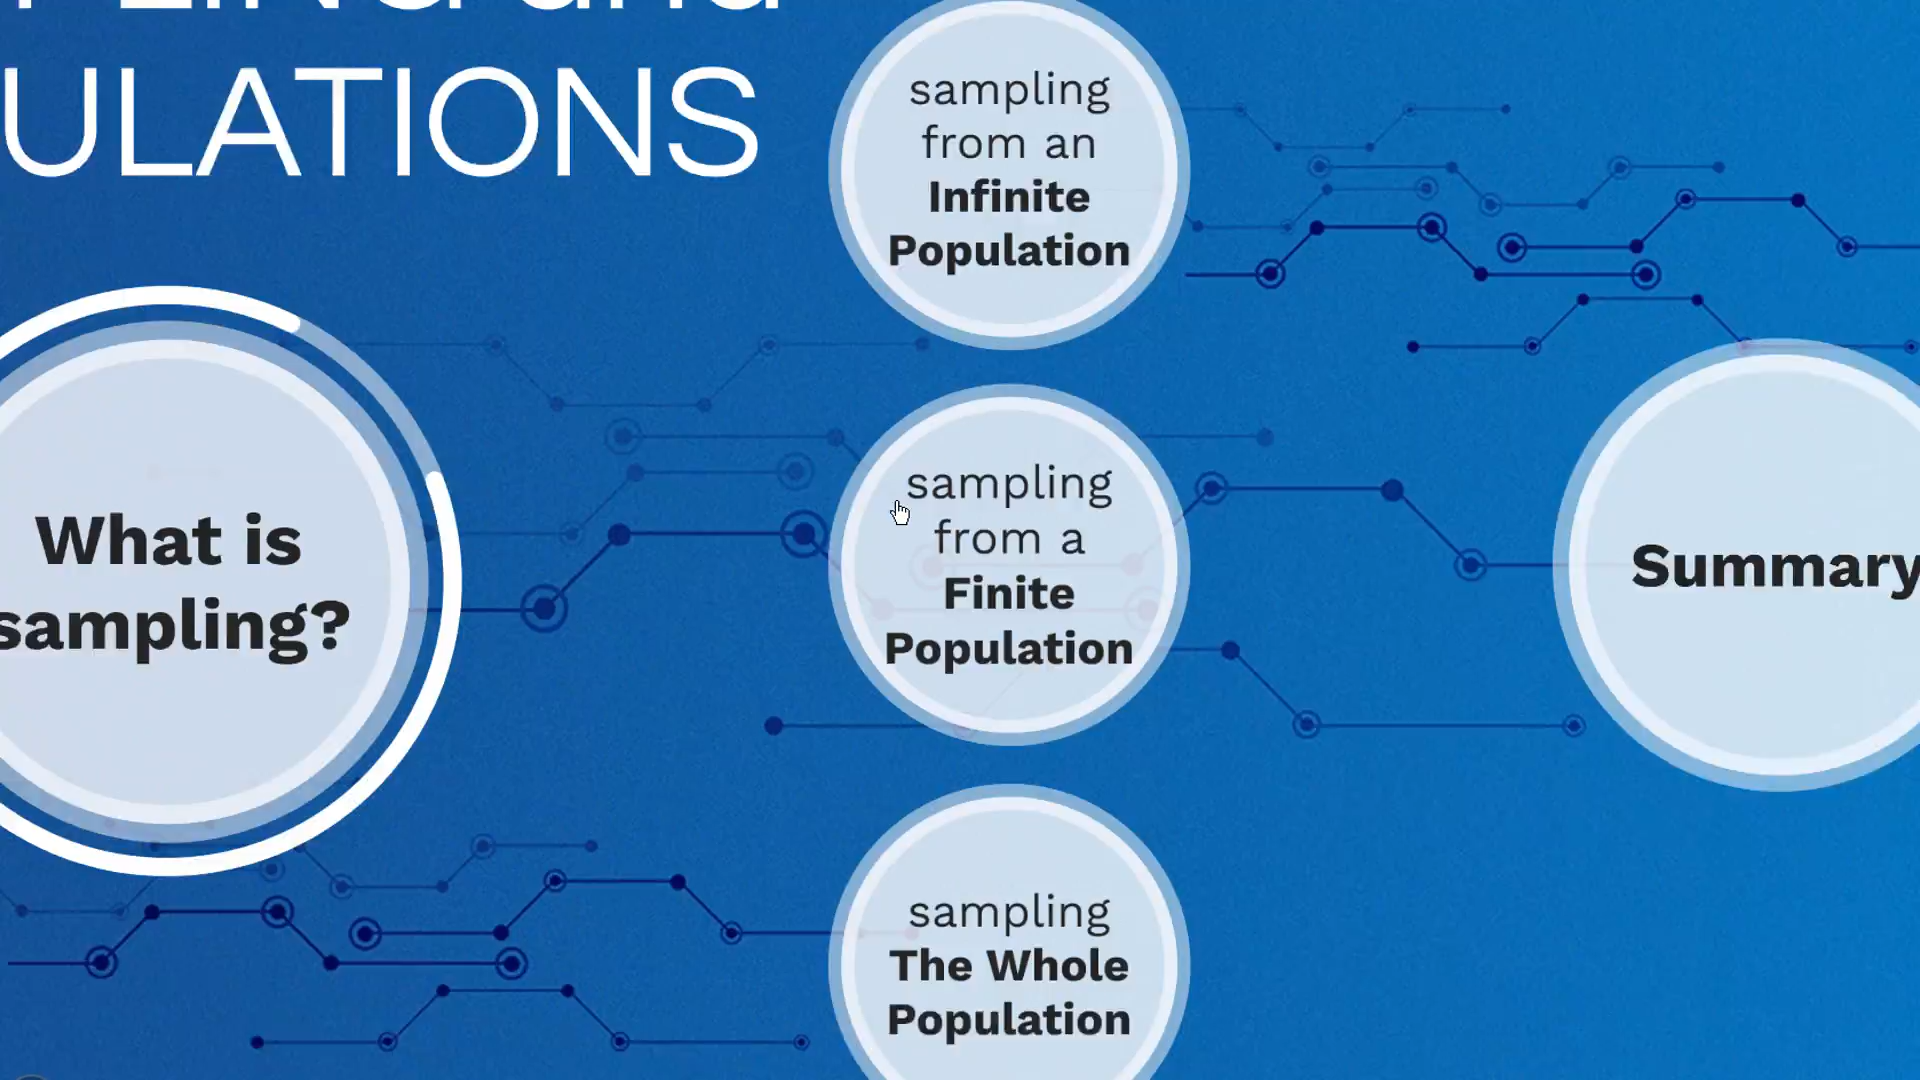 ULATIONS
What is
sampling?
sampling
from an
Infinite
Population
sampling
from a
Finite
Population
sampling
The Whole
Population
Summary